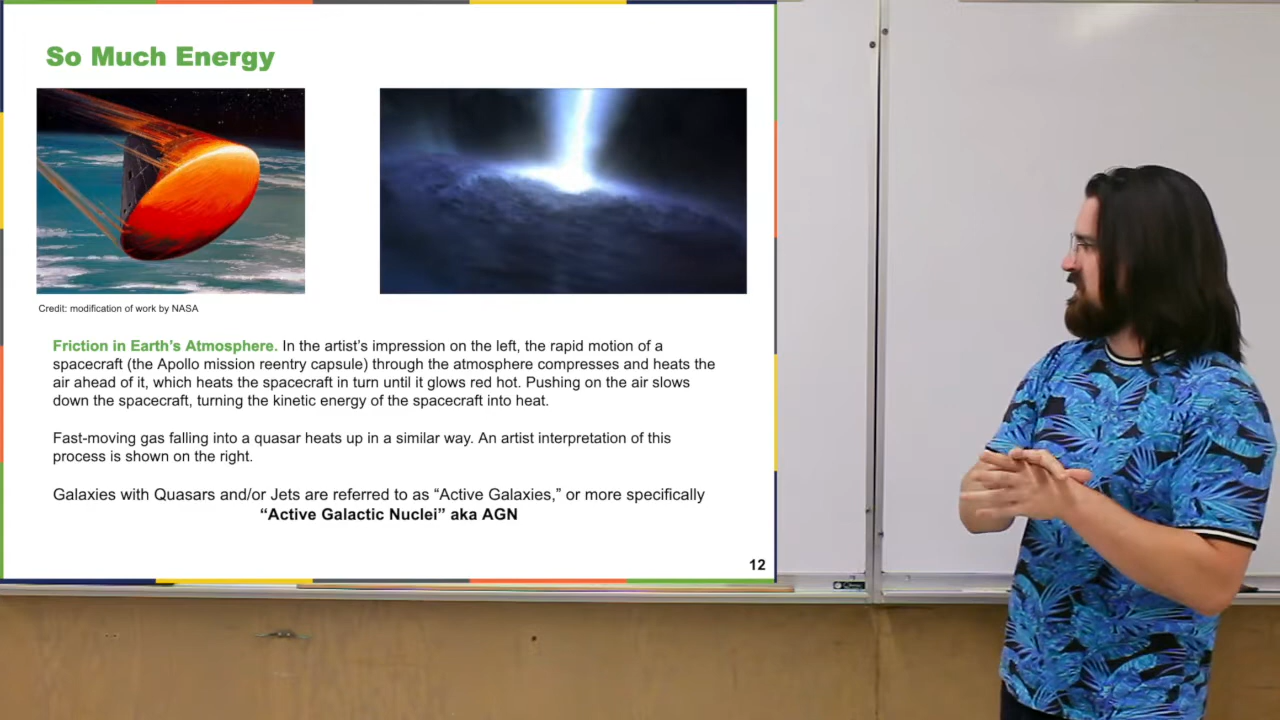 So Much Energy
Credit: modification of work by NASA
Friction in Earth's Atmosphere. In the artist's impression on the left, the rapid motion of a
spacecraft (the Apollo mission reentry capsule) through the atmosphere compresses and heats the
air ahead of it, which heats the spacecraft in turn until it glows red hot. Pushing on the air slows
down the spacecraft, turning the kinetic energy of the spacecraft into heat.
Fast-moving gas falling into a quasar heats up in a similar way. An artist interpretation of this
process is shown on the right.
Galaxies with Quasars and/or Jets are referred to as “Active Galaxies,” or more specifically
“Active Galactic Nuclei” aka AGN
12